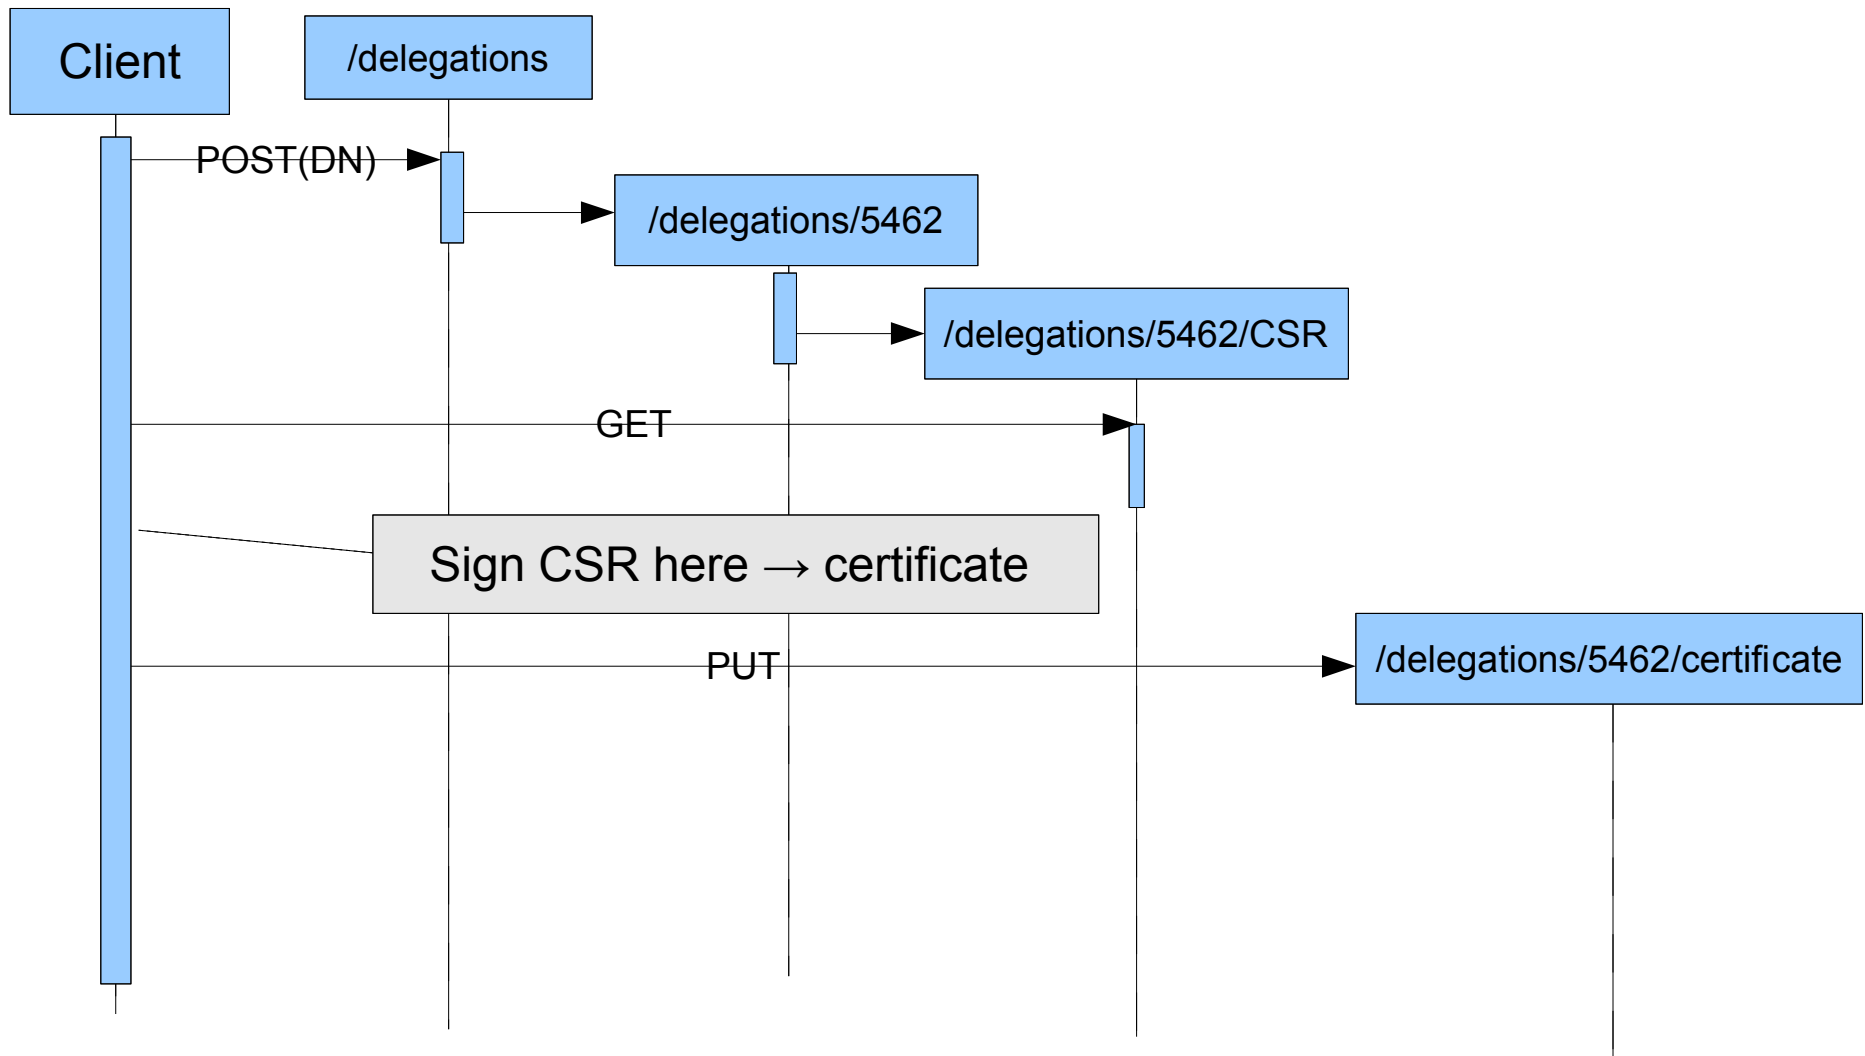 Client
/delegations
POST(DN)
/delegations/5462
/delegations/5462/CSR
GET
Sign CSR here → certificate
/delegations/5462/certificate
PUT